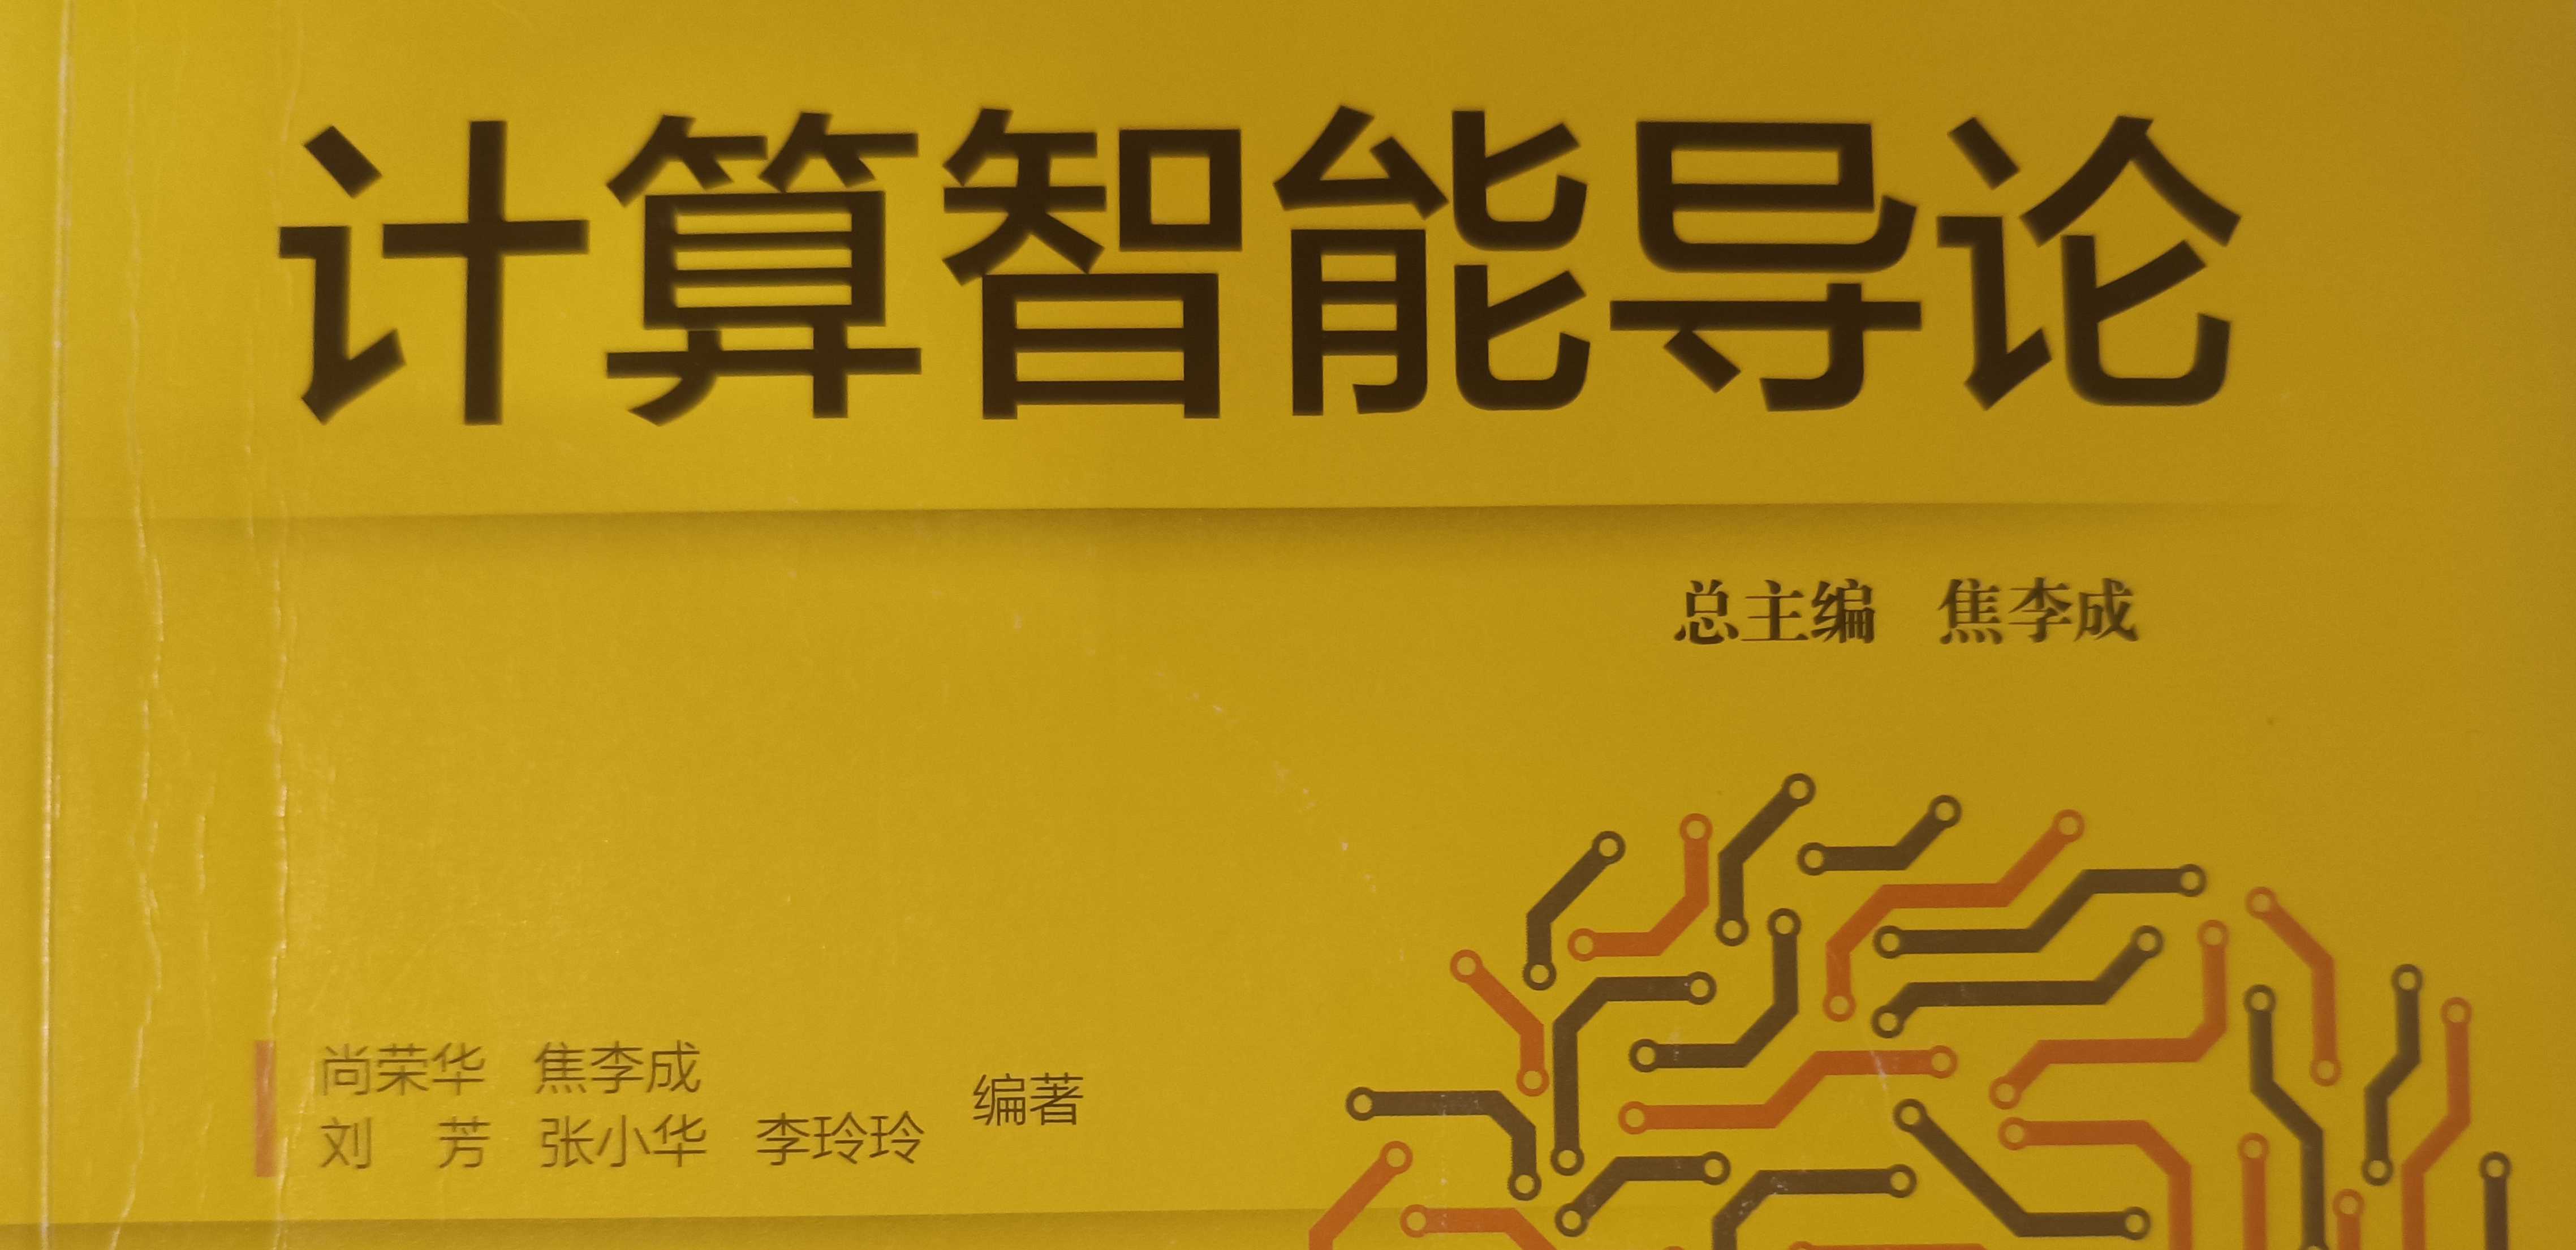 计算智能导论
总主编 焦李成
尚荣华 焦李成
刘 芳 张小华 李玲玲 编著